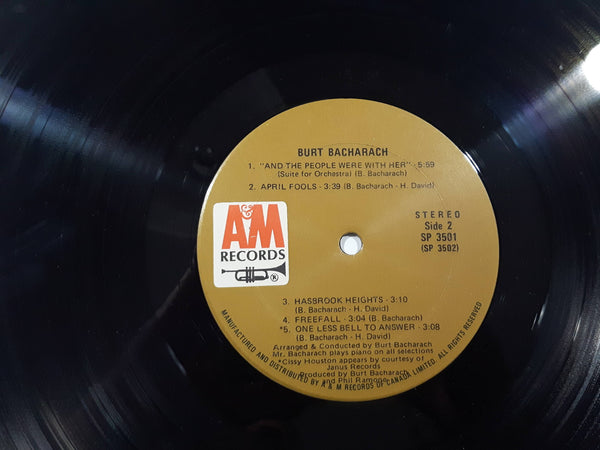 BURT BACHARACH
1. "AND THE PEOPLE WERE WITH HER" - 5:59
(Suite for Orchestra) (B. Bacharach)
2. APRIL FOOLS - 3:39 (B. Bacharach - H. David)
A&M
RECORDS
®
STEREO
Side 2
SP 3501
(SP 3502)
3. HASBROOK HEIGHTS - 3:10
(B. Bacharach - H. David)
4. FREEFALL - 3:04 (B. Bacharach)
*5. ONE LESS BELL TO ANSWER - 3:08
(B. Bacharach - H. David)
Arranged & Conducted by Burt Bacharach
Mr. Bacharach plays piano on all selections
*Cissy Houston appears by courtesy of
Janus Records
Produced by Burt Bacharach
and Phil Ramone
MANUFACTURED AND DISTRIBUTED BY A & M RECORDS OF CANADA LIMITED. ALL RIGHTS RESERVED